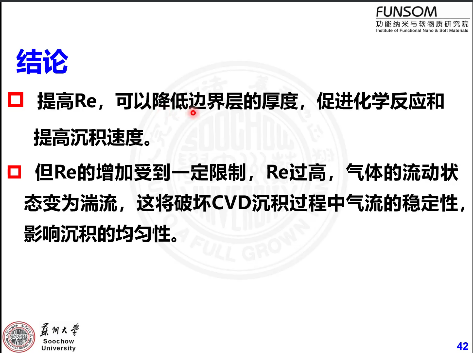 FUNSOM
功能纳米与软物质研究院
Institute of Functional Nano & Soft Materials
结论
提高Re，可以降低边界层的厚度，促进化学反应和
提高沉积速度。
但Re的增加受到一定限制，Re过高，气体的流动状
态变为湍流，这将破坏CVD沉积过程中气流的稳定性，
影响沉积的均匀性。
苏州大学
Soochow
University
42